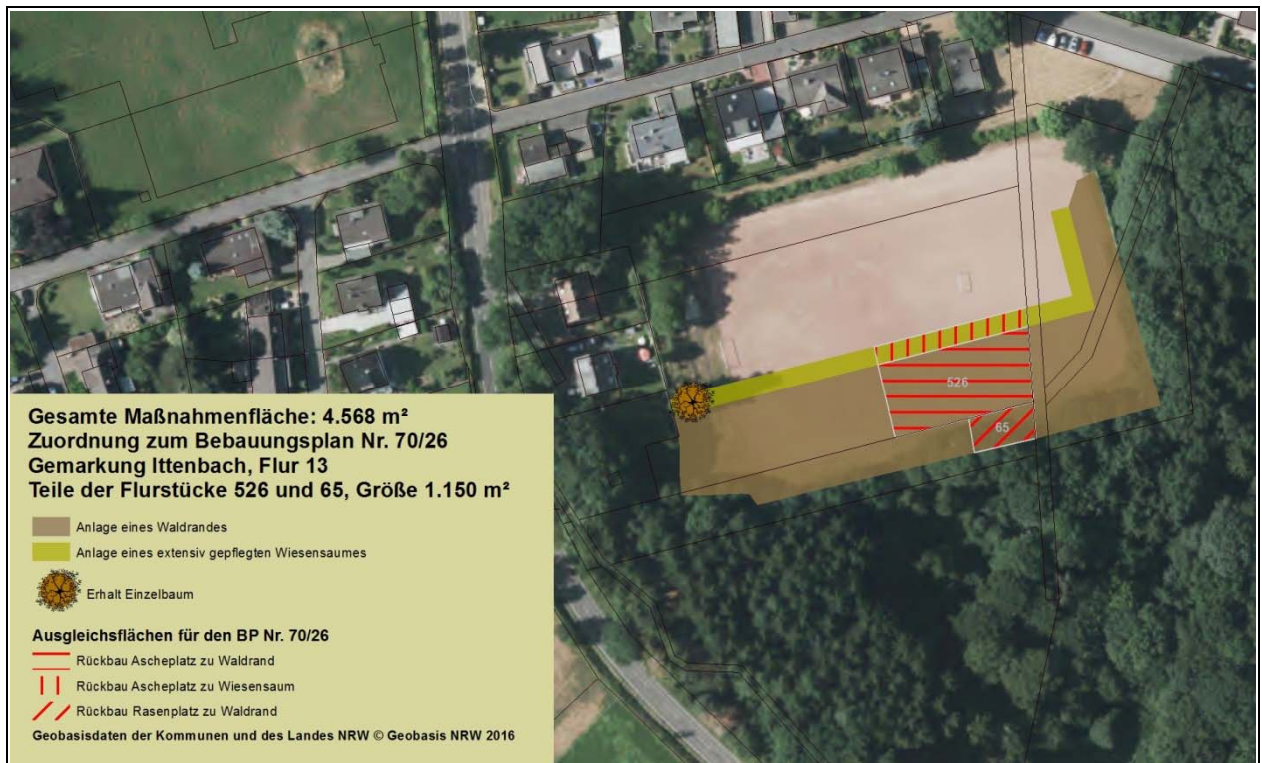 526
65
Gesamte Maßnahmenfläche: 4.568 m²
Zuordnung zum Bebauungsplan Nr. 70/26
Gemarkung Ittenbach, Flur 13
Teile der Flurstücke 526 und 65, Größe 1.150 m²
Anlage eines Waldrandes
Anlage eines extensiv gepflegten Wiesensaumes
Erhalt Einzelbaum
Ausgleichsflächen für den BP Nr. 70/26
Rückbau Ascheplatz zu Waldrand
Rückbau Ascheplatz zu Wiesensaum
Rückbau Rasenplatz zu Waldrand
Geobasisdaten der Kommunen und des Landes NRW © Geobasis NRW 2016